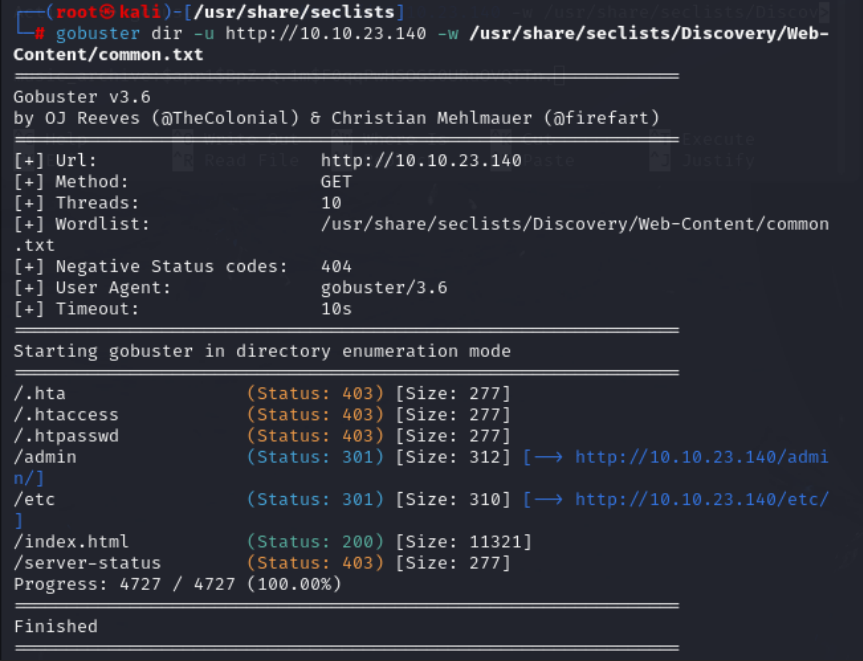 (root㉿kali)-[/usr/share/seclists]
# gobuster dir -u http://10.10.23.140 -w /usr/share/seclists/Discovery/Web-
Content/common.txt
===============================================================
Gobuster v3.6
by OJ Reeves (@TheColonial) & Christian Mehlmauer (@firefart)
===============================================================
[+] Url:                     http://10.10.23.140
[+] Method:                  GET
[+] Threads:                 10
[+] Wordlist:                /usr/share/seclists/Discovery/Web-Content/common
.txt
[+] Negative Status codes:   404
[+] User Agent:              gobuster/3.6
[+] Timeout:                 10s
===============================================================
Starting gobuster in directory enumeration mode
===============================================================
/.hta                 (Status: 403) [Size: 277]
/.htaccess            (Status: 403) [Size: 277]
/.htpasswd            (Status: 403) [Size: 277]
/admin                (Status: 301) [Size: 312] [--> http://10.10.23.140/admi
n/]
/etc                  (Status: 301) [Size: 310] [--> http://10.10.23.140/etc/
]
/index.html           (Status: 200) [Size: 11321]
/server-status        (Status: 403) [Size: 277]
Progress: 4727 / 4727 (100.00%)
===============================================================
Finished
===============================================================